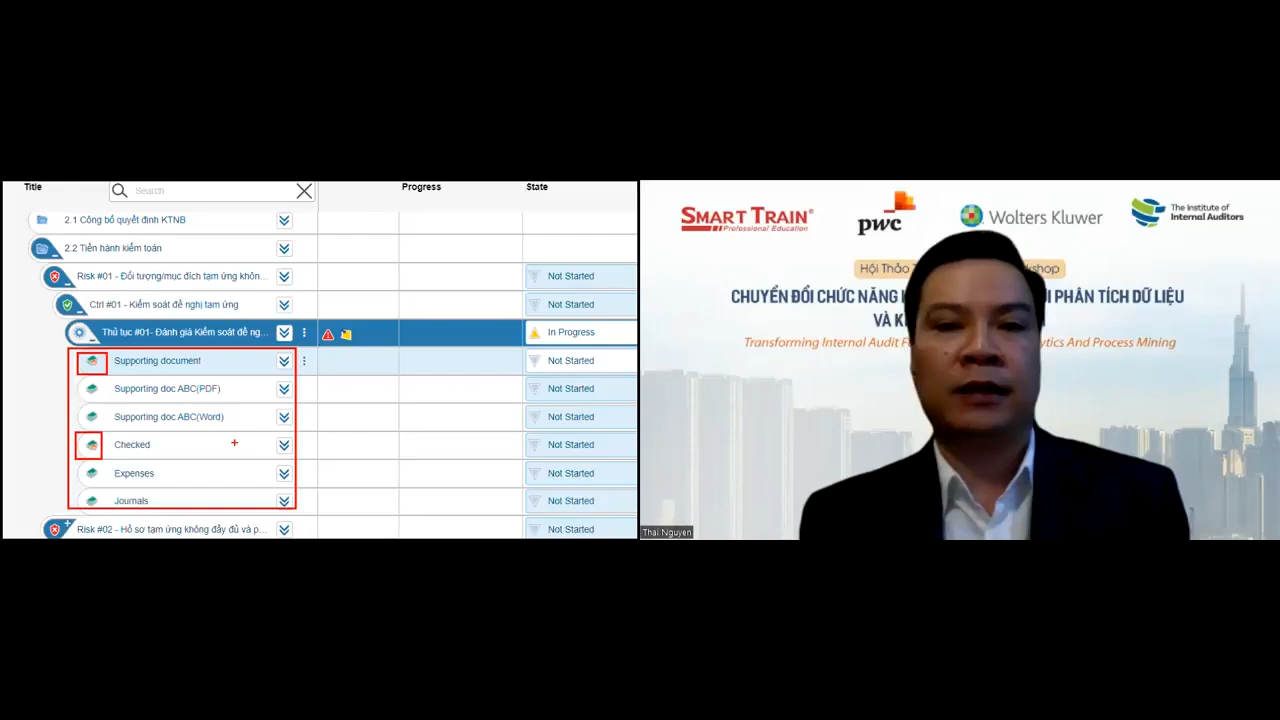 Title
Search
Progress
State
2.1 Công bố quyết định KTNB
2.2 Tiến hành kiểm toán
Risk #01 - Đối tượng/mục đích tạm ứng khôn...
Not Started
Ctrl #01 - Kiểm soát đề nghị tạm ứng
Not Started
Thủ tục #01- Đánh giá Kiểm soát đề ng...
In Progress
Supporting document
Not Started
Supporting doc ABC(PDF)
Not Started
Supporting doc ABC(Word)
Not Started
Checked
Not Started
Expenses
Not Started
Journals
Not Started
Risk #02 - Hồ sơ tạm ứng không đầy đủ và p...
Not Started
SMART TRAIN
Professional Education
pwc
Wolters Kluwer
The Institute of
Internal Auditors
Hội Thảo
CHUYỂN ĐỔI CHỨC NĂNG PHÂN TÍCH DỮ LIỆU
VÀ
Transforming Internal Audit And Process Mining
Thai Nguyen